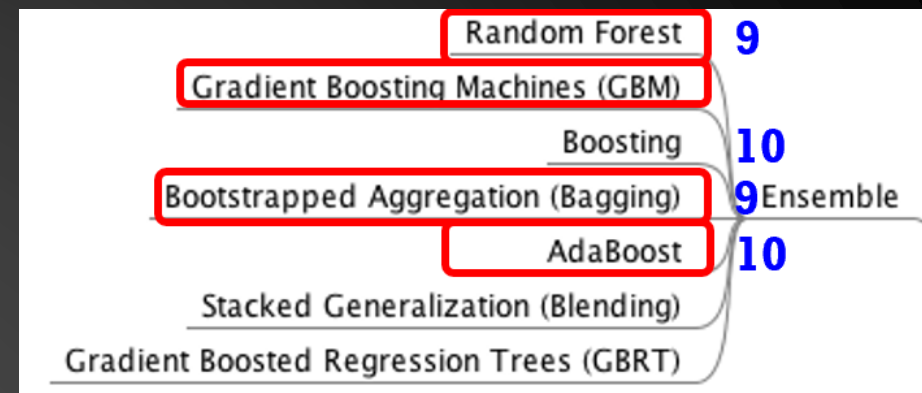 Random Forest 9
Gradient Boosting Machines (GBM)
Boosting 10
Bootstrapped Aggregation (Bagging) 9 Ensemble
AdaBoost 10
Stacked Generalization (Blending)
Gradient Boosted Regression Trees (GBRT)